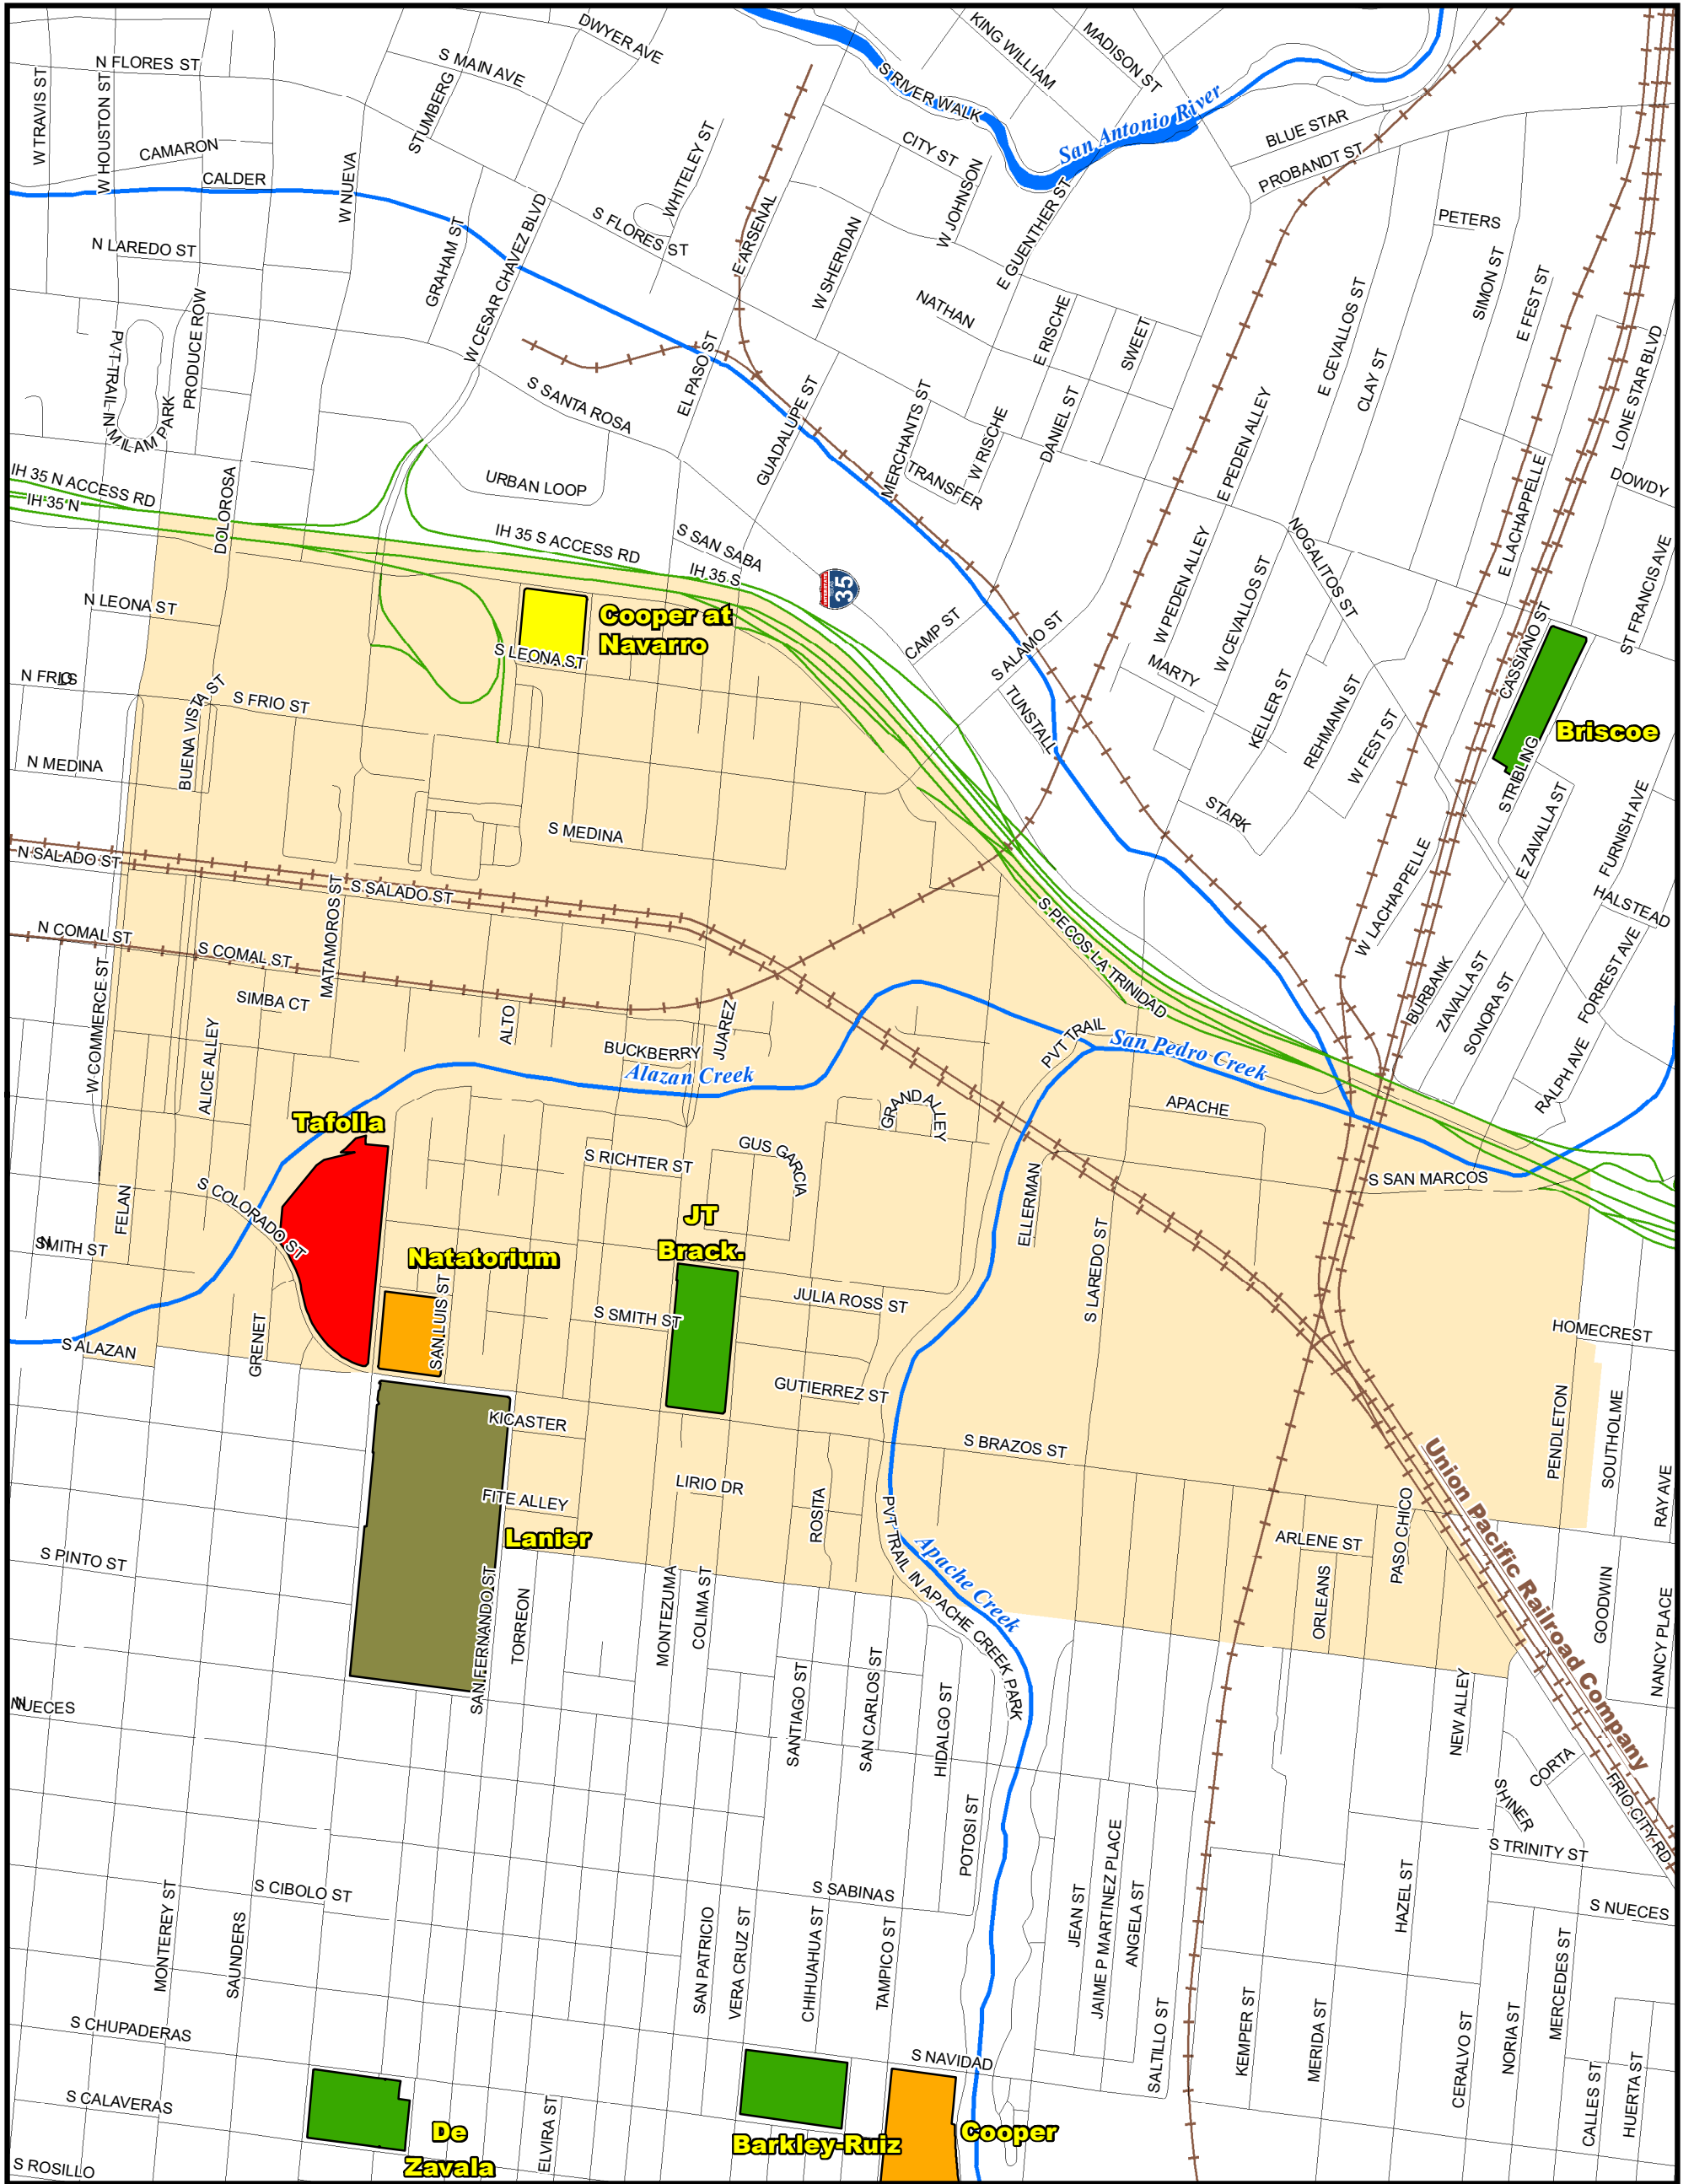 DWYER AVE
KING WILLIAM
MADISON ST
N FLORES ST
S MAIN AVE
S RIVER WALK
W TRAVIS ST
W HOUSTON ST
STUMBERG
San Antonio River
BLUE STAR
CAMARON
CITY ST
PROBANDT ST
CALDER
W NUEVA
WHITELEY ST
W JOHNSON
E GUENTHER ST
N LAREDO ST
GRAHAM ST
W CESAR CHAVEZ BLVD
S FLORES ST
E ARSENAL
W SHERIDAN
PETERS
SIMON ST
E FEST ST
NATHAN
E RISCHE
SWEET
E CEVALLOS ST
CLAY ST
LONE STAR BLVD
PVT TRAIL IN MILAM PARK
PRODUCE ROW
EL PASO ST
S SANTA ROSA
GUADALUPE ST
MERCHANTS ST
W RISCHE
DANIEL ST
E PEDEN ALLEY
TRANSFER
URBAN LOOP
IH 35 N ACCESS RD
IH 35 N
DOLOROSA
IH 35 S ACCESS RD
S SAN SABA
IH 35 S
35
NOGALITOS ST
E LACHAPELLE
DOWDY
ST FRANCIS AVE
N LEONA ST
Cooper at
Navarro
S LEONA ST
CAMP ST
S ALAMO ST
W PEDEN ALLEY
W CEVALLOS ST
CASSIANO ST
MARTY
TUNSTALL
KELLER ST
REHMANN ST
W FEST ST
Briscoe
STRIBLING
N FRIO
S FRIO ST
BUENA VISTA ST
N MEDINA
S MEDINA
STARK
E ZAVALLA ST
FURNISH AVE
HALSTEAD
N SALADO ST
S SALADO ST
MATAMOROS ST
S PECOS-LA TRINIDAD
W LACHAPELLE
N COMAL ST
S COMAL ST
SIMBA CT
W COMMERCE ST
ALICE ALLEY
ALTO
JUAREZ
BUCKBERRY
Alazan Creek
PVT TRAIL
San Pedro Creek
BURBANK
ZAVALLA ST
SONORA ST
FORREST AVE
RALPH AVE
Tafolla
GRAND ALLEY
APACHE
S RICHTER ST
GUS GARCIA
ELLERMAN
S SAN MARCOS
FELAN
S COLORADO ST
SMITH ST
N
Natatorium
JT
Brack.
S LAREDO ST
JULIA ROSS ST
S SMITH ST
SAN LUIS ST
GRENET
S ALAZAN
HOMECREST
GUTIERREZ ST
KICASTER
S BRAZOS ST
PENDLETON
SOUTHOLME
RAY AVE
LIRIO DR
FITE ALLEY
ROSITA
Lanier
Union Pacific Railroad Company
PASO CHICO
ARLENE ST
ORLEANS
Apache Creek
PVT TRAIL IN APACHE CREEK PARK
S PINTO ST
SAN FERNANDO ST
TORREON
MONTEZUMA
COLIMA ST
GOODWIN
NANCY PLACE
NUECES
SANTIAGO ST
SAN CARLOS ST
HIDALGO ST
NEW ALLEY
CORTA
SHINER
FRIO CITY RD
POTOSI ST
S TRINITY ST
S CIBOLO ST
S SABINAS
S NUECES
MONTEREY ST
SAUNDERS
SAN PATRICIO
VERA CRUZ ST
CHIHUAHUA ST
TAMPICO ST
JEAN ST
JAIME P MARTINEZ PLACE
ANGELA ST
HAZEL ST
SALTILLO ST
KEMPER ST
MERIDA ST
CERALVO ST
NORIA ST
MERCEDES ST
CALLES ST
HUERTA ST
S CHUPADERAS
S NAVIDAD
S CALAVERAS
De
Zavala
ELVIRA ST
Barkley-Ruiz
Cooper
S ROSILLO